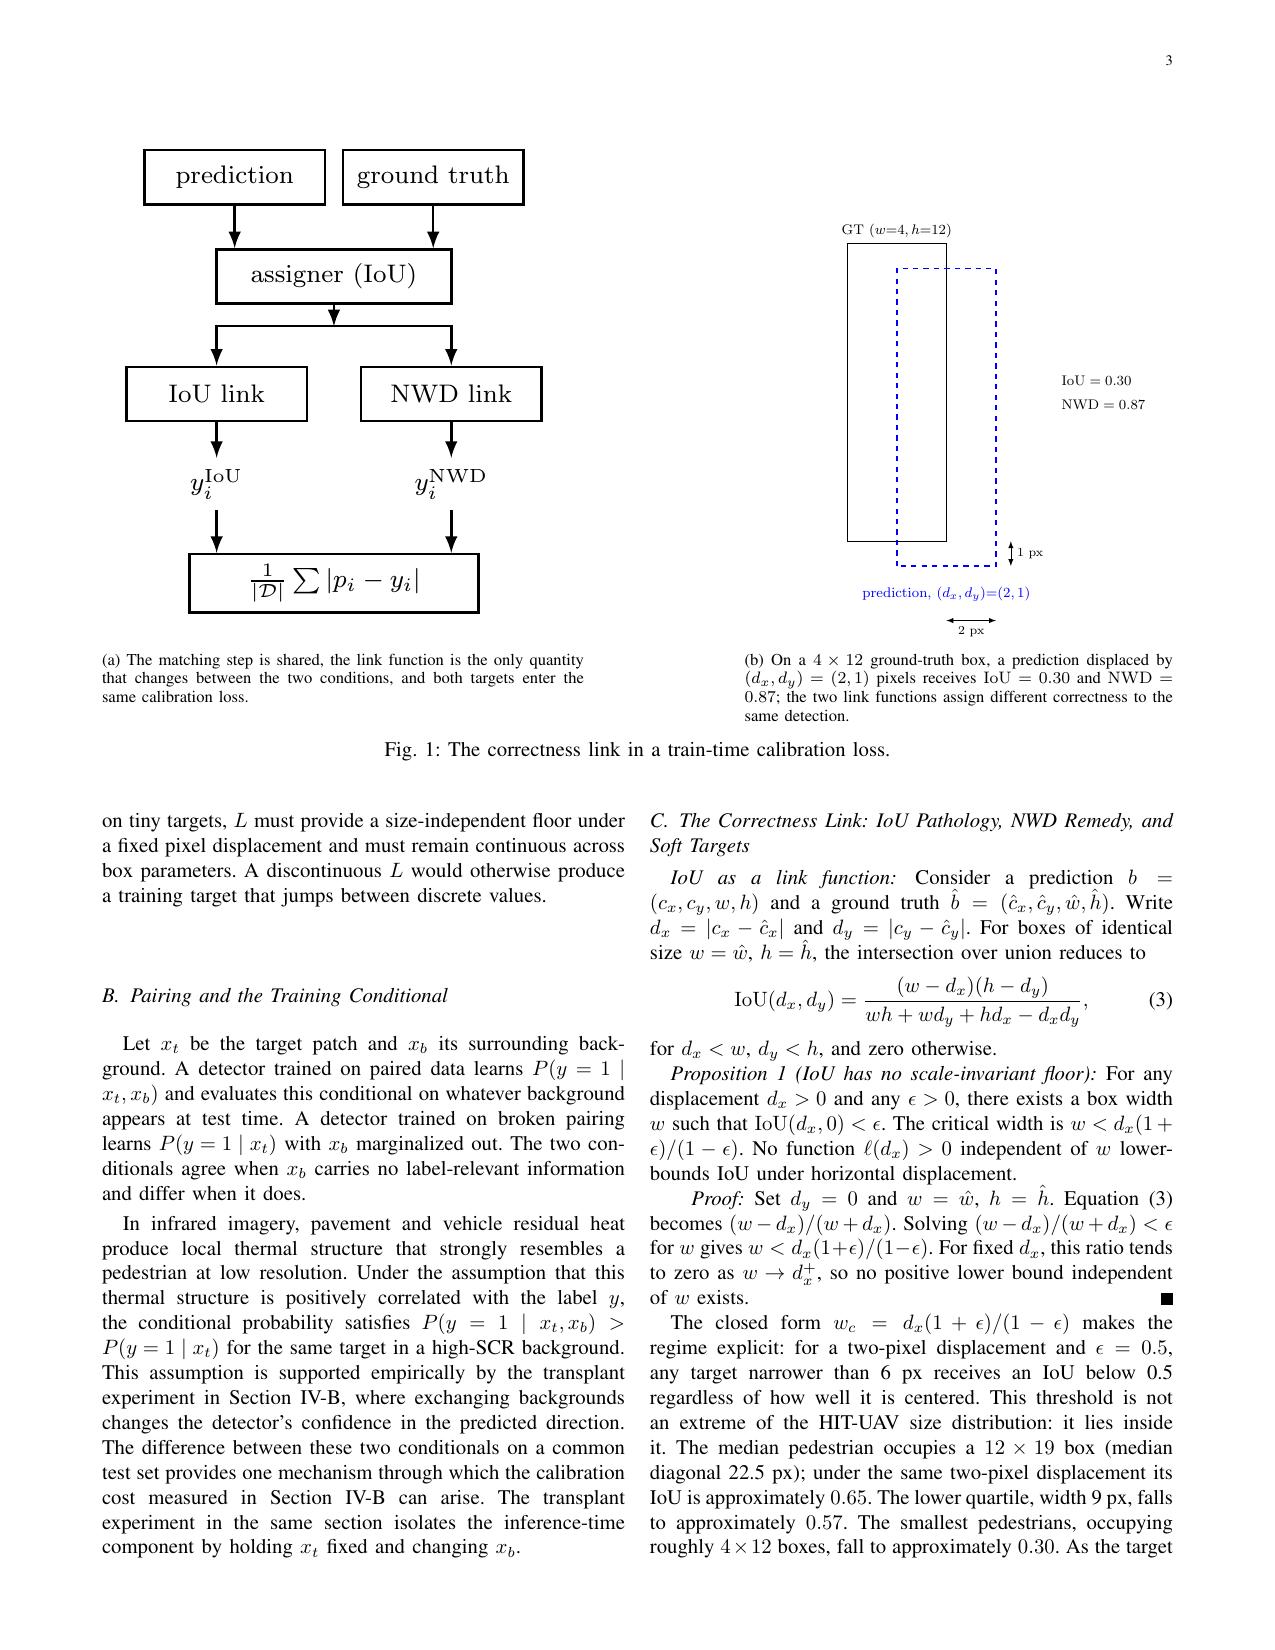 3
prediction
ground truth
assigner (IoU)
IoU link
NWD link
y_i^IoU
y_i^NWD
1/|𝒟| ∑ |p_i − y_i|
(a) The matching step is shared, the link function is the only quantity
that changes between the two conditions, and both targets enter the
same calibration loss.
GT (w=4, h=12)
IoU = 0.30
NWD = 0.87
1 px
prediction, (d_x, d_y)=(2, 1)
2 px
(b) On a 4 × 12 ground-truth box, a prediction displaced by
(d_x, d_y) = (2, 1) pixels receives IoU = 0.30 and NWD =
0.87; the two link functions assign different correctness to the
same detection.
Fig. 1: The correctness link in a train-time calibration loss.
on tiny targets, L must provide a size-independent floor under
a fixed pixel displacement and must remain continuous across
box parameters. A discontinuous L would otherwise produce
a training target that jumps between discrete values.
B. Pairing and the Training Conditional
Let x_t be the target patch and x_b its surrounding back-
ground. A detector trained on paired data learns P(y = 1 |
x_t, x_b) and evaluates this conditional on whatever background
appears at test time. A detector trained on broken pairing
learns P(y = 1 | x_t) with x_b marginalized out. The two con-
ditionals agree when x_b carries no label-relevant information
and differ when it does.
In infrared imagery, pavement and vehicle residual heat
produce local thermal structure that strongly resembles a
pedestrian at low resolution. Under the assumption that this
thermal structure is positively correlated with the label y,
the conditional probability satisfies P(y = 1 | x_t, x_b) >
P(y = 1 | x_t) for the same target in a high-SCR background.
This assumption is supported empirically by the transplant
experiment in Section IV-B, where exchanging backgrounds
changes the detector's confidence in the predicted direction.
The difference between these two conditionals on a common
test set provides one mechanism through which the calibration
cost measured in Section IV-B can arise. The transplant
experiment in the same section isolates the inference-time
component by holding x_t fixed and changing x_b.
C. The Correctness Link: IoU Pathology, NWD Remedy, and
Soft Targets
IoU as a link function: Consider a prediction b =
(c_x, c_y, w, h) and a ground truth b̂ = (ĉ_x, ĉ_y, ŵ, ĥ). Write
d_x = |c_x − ĉ_x| and d_y = |c_y − ĉ_y|. For boxes of identical
size w = ŵ, h = ĥ, the intersection over union reduces to
IoU(d_x, d_y) = (w − d_x)(h − d_y) / (wh + wd_y + hd_x − d_xd_y), (3)
for d_x < w, d_y < h, and zero otherwise.
Proposition 1 (IoU has no scale-invariant floor): For any
displacement d_x > 0 and any ϵ > 0, there exists a box width
w such that IoU(d_x, 0) < ϵ. The critical width is w < d_x(1 +
ϵ)/(1 − ϵ). No function ℓ(d_x) > 0 independent of w lower-
bounds IoU under horizontal displacement.
Proof: Set d_y = 0 and w = ŵ, h = ĥ. Equation (3)
becomes (w − d_x)/(w + d_x). Solving (w − d_x)/(w + d_x) < ϵ
for w gives w < d_x(1+ϵ)/(1−ϵ). For fixed d_x, this ratio tends
to zero as w → d_x^+, so no positive lower bound independent
of w exists. ■
The closed form w_c = d_x(1 + ϵ)/(1 − ϵ) makes the
regime explicit: for a two-pixel displacement and ϵ = 0.5,
any target narrower than 6 px receives an IoU below 0.5
regardless of how well it is centered. This threshold is not
an extreme of the HIT-UAV size distribution: it lies inside
it. The median pedestrian occupies a 12 × 19 box (median
diagonal 22.5 px); under the same two-pixel displacement its
IoU is approximately 0.65. The lower quartile, width 9 px, falls
to approximately 0.57. The smallest pedestrians, occupying
roughly 4×12 boxes, fall to approximately 0.30. As the target